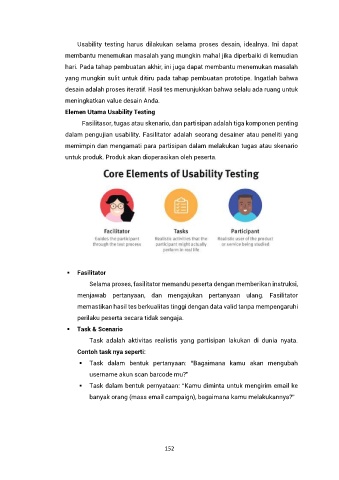 Usability testing harus dilakukan selama proses desain, idealnya. Ini dapat
membantu menemukan masalah yang mungkin mahal jika diperbaiki di kemudian
hari. Pada tahap pembuatan akhir, ini juga dapat membantu menemukan masalah
yang mungkin sulit untuk ditiru pada tahap pembuatan prototipe. Ingatlah bahwa
desain adalah proses iteratif. Hasil tes menunjukkan bahwa selalu ada ruang untuk
meningkatkan value desain Anda.
Elemen Utama Usability Testing
Fasilitasor, tugas atau skenario, dan partisipan adalah tiga komponen penting
dalam pengujian usability. Fasilitator adalah seorang desainer atau peneliti yang
memimpin dan mengamati para partisipan dalam melakukan tugas atau skenario
untuk produk. Produk akan dioperasikan oleh peserta.
Core Elements of Usability Testing
Facilitator Tasks Participant
Guides the participant Realistic activities that the Realistic user of the product
through the test process participant might actually or service being studied
perform in real life
▪ Fasilitator
Selama proses, fasilitator memandu peserta dengan memberikan instruksi,
menjawab pertanyaan, dan mengajukan pertanyaan ulang. Fasilitator
memastikan hasil tes berkualitas tinggi dengan data valid tanpa mempengaruhi
perilaku peserta secara tidak sengaja.
▪ Task & Scenario
Task adalah aktivitas realistis yang partisipan lakukan di dunia nyata.
Contoh task nya seperti:
▪ Task dalam bentuk pertanyaan: “Bagaimana kamu akan mengubah
username akun scan barcode mu?”
▪ Task dalam bentuk pernyataan: “Kamu diminta untuk mengirim email ke
banyak orang (mass email campaign), bagaimana kamu melakukannya?”
152